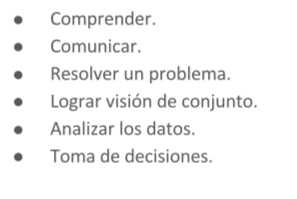 ● Comprender.
● Comunicar.
● Resolver un problema.
● Lograr visión de conjunto.
● Analizar los datos.
● Toma de decisiones.